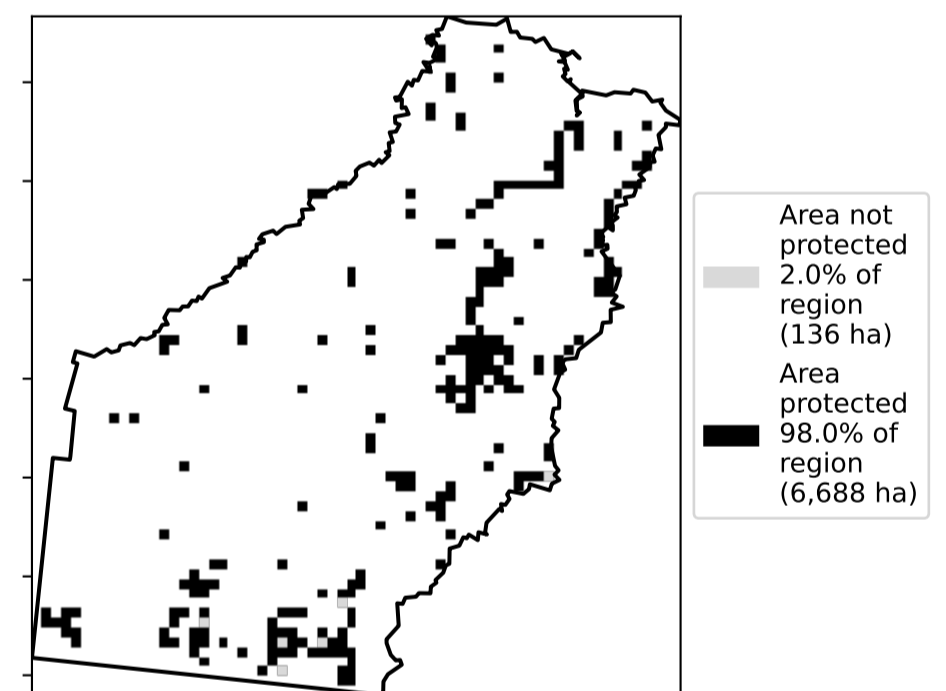 Area not
protected
2.0% of
region
(136 ha)
Area
protected
98.0% of
region
(6,688 ha)